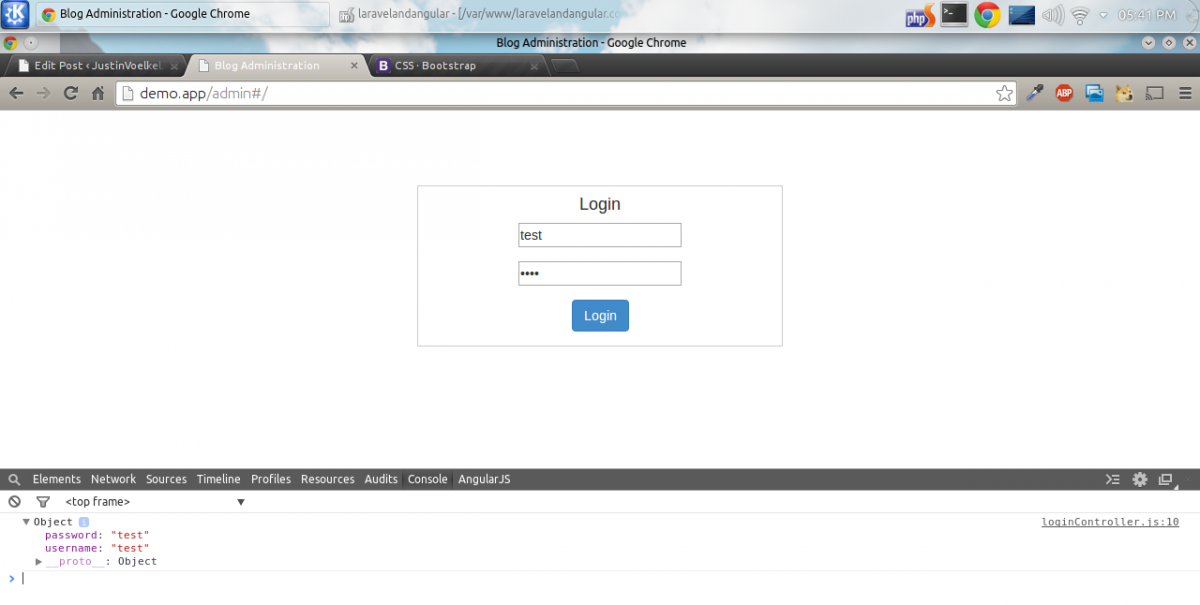 Blog Administration - Google Chrome
laravelandangular - [/var/www/laravelandangular.co
php
05:41 PM
Blog Administration - Google Chrome
Edit Post ‹ JustinVoelkel
Blog Administration
B CSS · Bootstrap
demo.app/admin#/
ABP
Login
test
••••
Login
Elements Network Sources Timeline Profiles Resources Audits Console AngularJS
<top frame>
Object
loginController.js:10
password: "test"
username: "test"
__proto__: Object